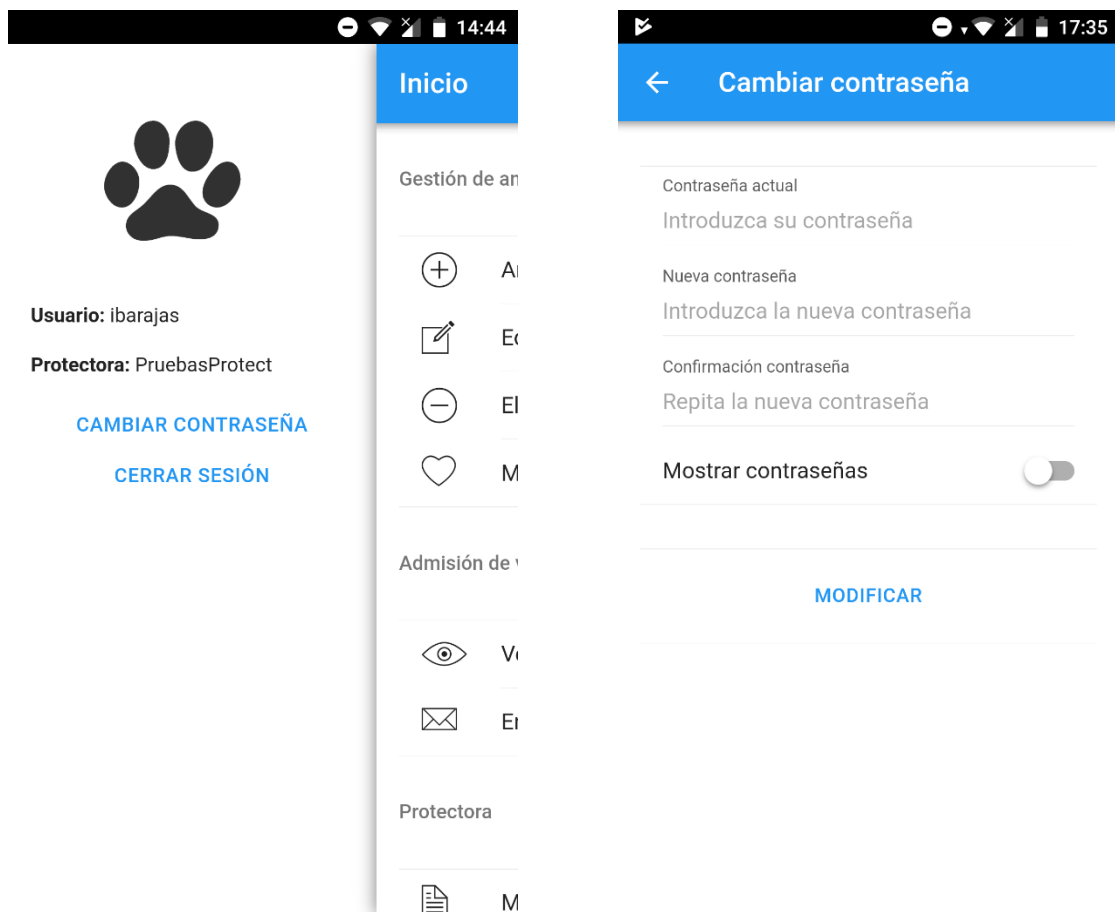 14:44
Inicio
Gestión de
Usuario: ibarajas
Protectora: PruebasProtect
CAMBIAR CONTRASEÑA
CERRAR SESIÓN
Admisión de
Protectora
17:35
Cambiar contraseña
Contraseña actual
Introduzca su contraseña
Nueva contraseña
Introduzca la nueva contraseña
Confirmación contraseña
Repita la nueva contraseña
Mostrar contraseñas
MODIFICAR